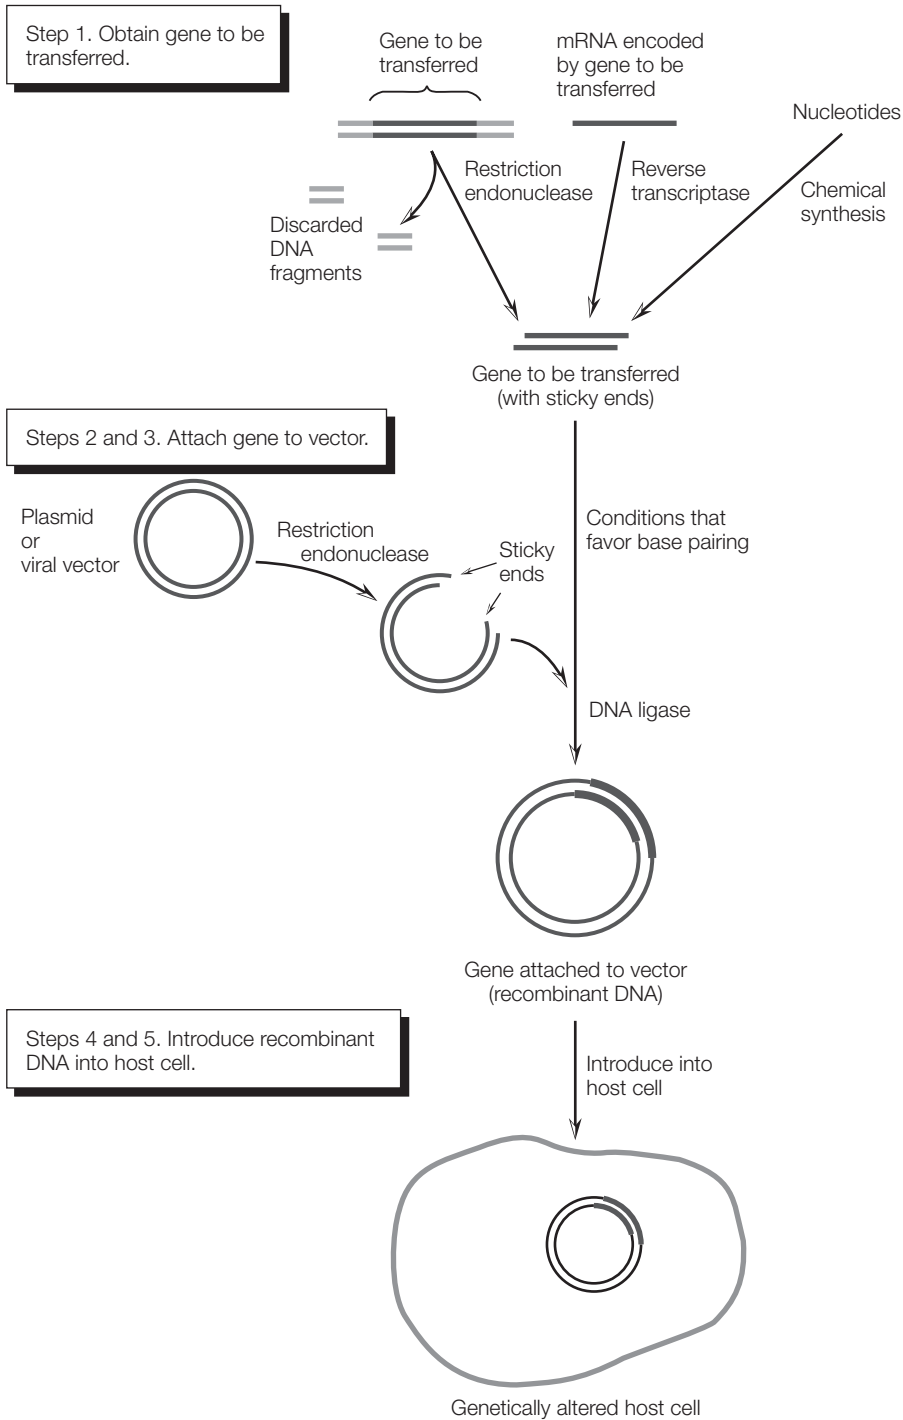 Step 1. Obtain gene to be
transferred.
Gene to be
transferred
mRNA encoded
by gene to be
transferred
Nucleotides
Restriction
endonuclease
Reverse
transcriptase
Chemical
synthesis
Discarded
DNA
fragments
Gene to be transferred
(with sticky ends)
Steps 2 and 3. Attach gene to vector.
Plasmid
or
viral vector
Restriction
endonuclease
Sticky
ends
Conditions that
favor base pairing
DNA ligase
Gene attached to vector
(recombinant DNA)
Steps 4 and 5. Introduce recombinant
DNA into host cell.
Introduce into
host cell
Genetically altered host cell